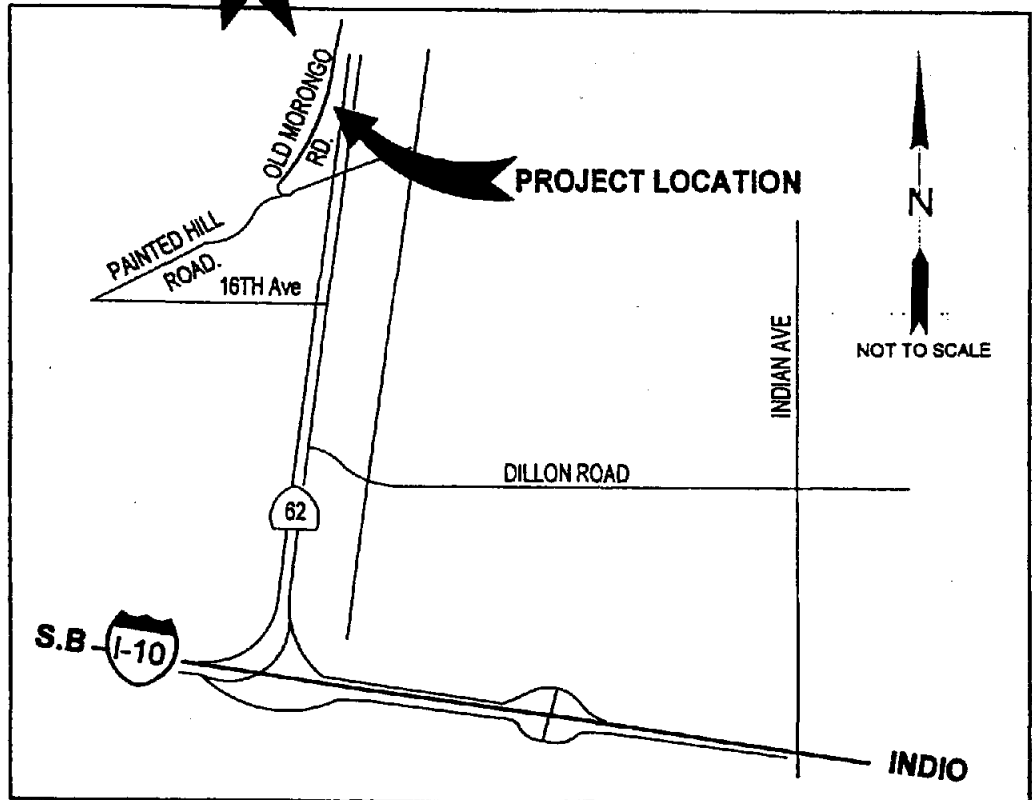 OLD MORONGO
RD.
PROJECT LOCATION
N
PAINTED HILL
ROAD.
16TH Ave
NOT TO SCALE
INDIAN AVE
DILLON ROAD
62
S.B
I-10
INDIO